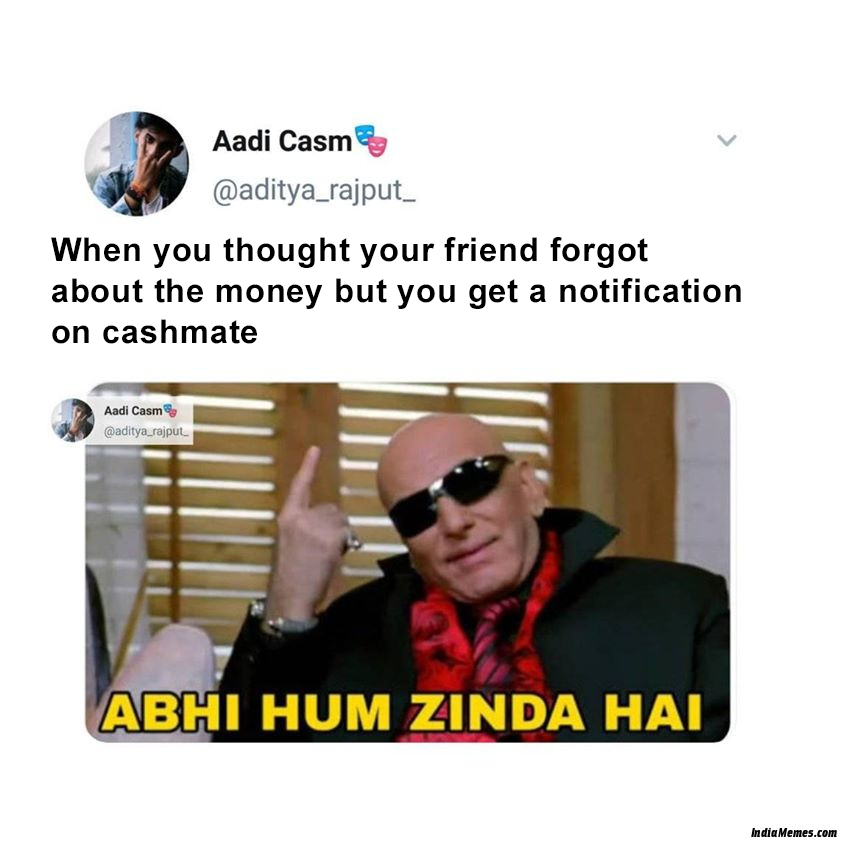 Aadi Casm🎭
@aditya_rajput_
When you thought your friend forgot
about the money but you get a notification
on cashmate
Aadi Casm🎭
@aditya_rajput_
ABHI HUM ZINDA HAI
IndiaMemes.com